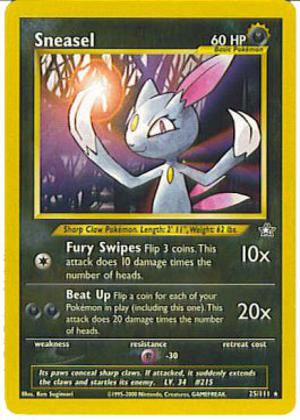 Sneasel 60 HP
Basic Pokémon
Sharp Claw Pokémon. Length: 2' 11", Weight: 62 lbs.
Fury Swipes Flip 3 coins. This
attack does 10 damage times the
number of heads.
10x
Beat Up Flip a coin for each of your
Pokémon in play (including this one). This
attack does 20 damage times the
number of heads.
20x
weakness resistance retreat cost
-30
Its paws conceal sharp claws. If attacked, it suddenly extends
the claws and startles its enemy. LV. 34 #215
Illus. Ken Sugimori ©1995-2000 Nintendo, Creatures, GAMEFREAK. 25/111 ★